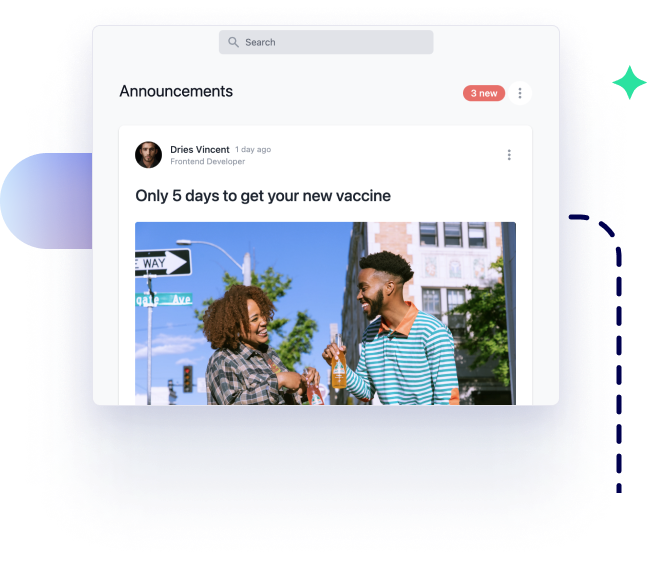 Search
Announcements
3 new
Dries Vincent 1 day ago
Frontend Developer
Only 5 days to get your new vaccine
E WAY
gate Ave